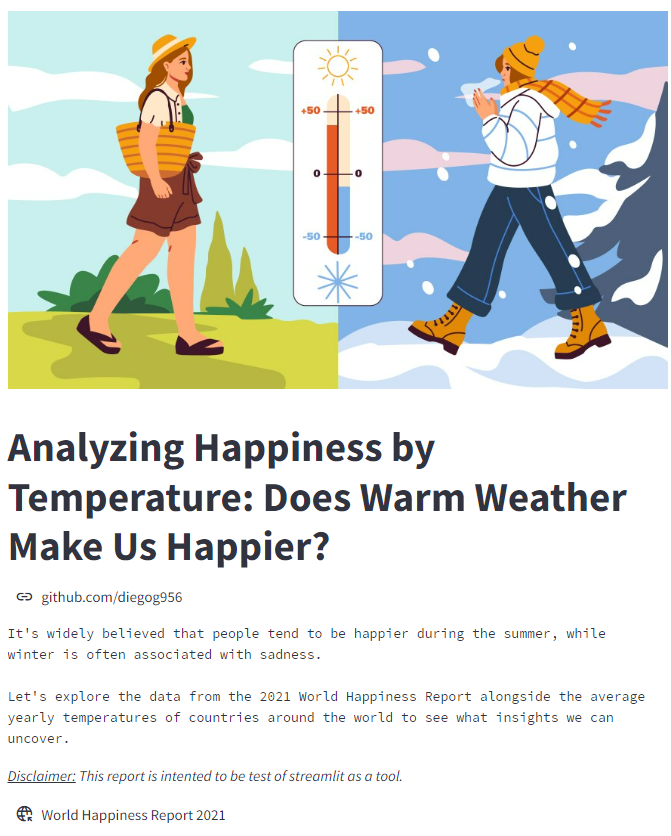 +50 +50
0 0
-50 -50
Analyzing Happiness by
Temperature: Does Warm Weather
Make Us Happier?
github.com/diegog956
It's widely believed that people tend to be happier during the summer, while
winter is often associated with sadness.
Let's explore the data from the 2021 World Happiness Report alongside the average
yearly temperatures of countries around the world to see what insights we can
uncover.
Disclaimer: This report is intented to be test of streamlit as a tool.
World Happiness Report 2021